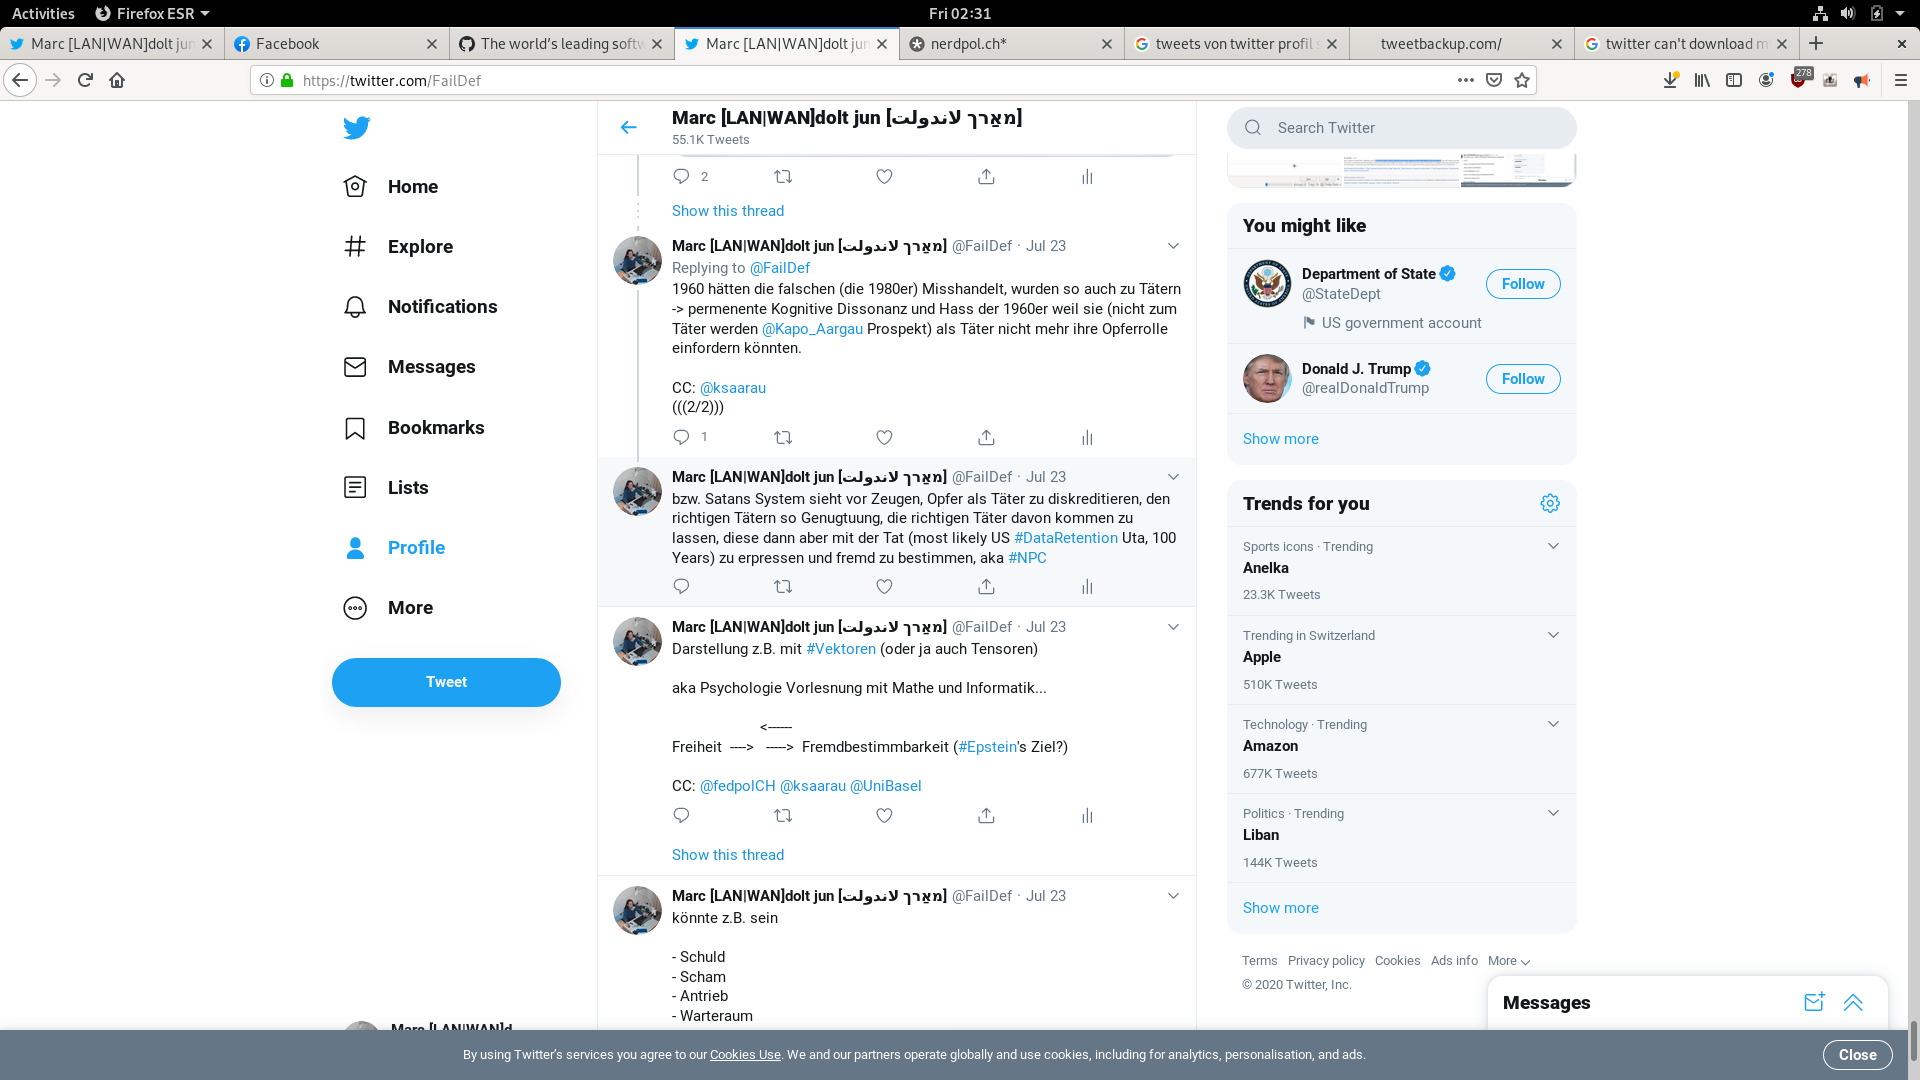 Activities
Firefox ESR
Fri 02:31
Marc [LAN|WAN]dolt jun
Facebook
The world's leading softw
Marc [LAN|WAN]dolt jun
nerdpol.ch*
tweets von twitter profil s
tweetbackup.com/
twitter can't download m
https://twitter.com/FailDef
278
Home
Explore
Notifications
Messages
Bookmarks
Lists
Profile
More
Tweet
Marc [LAN|WAN]d
Marc [LAN|WAN]dolt jun [מאַרך לאנדולת]
55.1K Tweets
2
Show this thread
Marc [LAN|WAN]dolt jun [מאַרך לאנדולת] @FailDef · Jul 23
Replying to @FailDef
1960 hätten die falschen (die 1980er) Misshandelt, wurden so auch zu Tätern
-> permenente Kognitive Dissonanz und Hass der 1960er weil sie (nicht zum
Täter werden @Kapo_Aargau Prospekt) als Täter nicht mehr ihre Opferrolle
einfordern könnten.
CC: @ksaarau
(((2/2)))
1
Marc [LAN|WAN]dolt jun [מאַרך לאנדולת] @FailDef · Jul 23
bzw. Satans System sieht vor Zeugen, Opfer als Täter zu diskreditieren, den
richtigen Tätern so Genugtuung, die richtigen Täter davon kommen zu
lassen, diese dann aber mit der Tat (most likely US #DataRetention Uta, 100
Years) zu erpressen und fremd zu bestimmen, aka #NPC
Marc [LAN|WAN]dolt jun [מאַרך לאנדולת] @FailDef · Jul 23
Darstellung z.B. mit #Vektoren (oder ja auch Tensoren)
aka Psychologie Vorlesnung mit Mathe und Informatik...
<------
Freiheit ----> -----> Fremdbestimmbarkeit (#Epstein's Ziel?)
CC: @fedpolCH @ksaarau @UniBasel
Show this thread
Marc [LAN|WAN]dolt jun [מאַרך לאנדולת] @FailDef · Jul 23
könnte z.B. sein
- Schuld
- Scham
- Antrieb
- Warteraum
Search Twitter
You might like
Department of State
@StateDept
Follow
US government account
Donald J. Trump
@realDonaldTrump
Follow
Show more
Trends for you
Sports icons · Trending
Anelka
23.3K Tweets
Trending in Switzerland
Apple
510K Tweets
Technology · Trending
Amazon
677K Tweets
Politics · Trending
Liban
144K Tweets
Show more
Terms Privacy policy Cookies Ads info More
© 2020 Twitter, Inc.
Messages
By using Twitter's services you agree to our Cookies Use. We and our partners operate globally and use cookies, including for analytics, personalisation, and ads.
Close